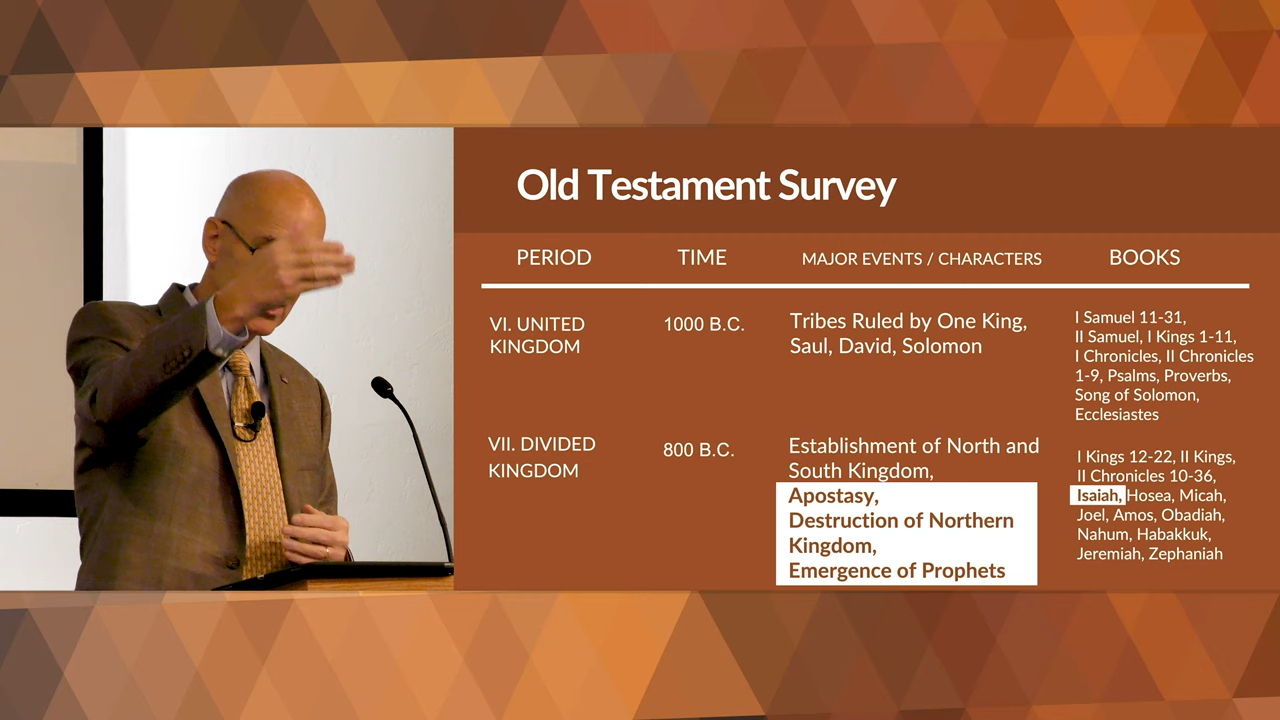 Old Testament Survey
PERIOD
TIME
MAJOR EVENTS / CHARACTERS
BOOKS
VI. UNITED
KINGDOM
1000 B.C.
Tribes Ruled by One King,
Saul, David, Solomon
I Samuel 11-31,
II Samuel, I Kings 1-11,
I Chronicles, II Chronicles
1-9, Psalms, Proverbs,
Song of Solomon,
Ecclesiastes
VII. DIVIDED
KINGDOM
800 B.C.
Establishment of North and
South Kingdom,
Apostasy,
Destruction of Northern
Kingdom,
Emergence of Prophets
I Kings 12-22, II Kings,
II Chronicles 10-36,
Isaiah, Hosea, Micah,
Joel, Amos, Obadiah,
Nahum, Habakkuk,
Jeremiah, Zephaniah